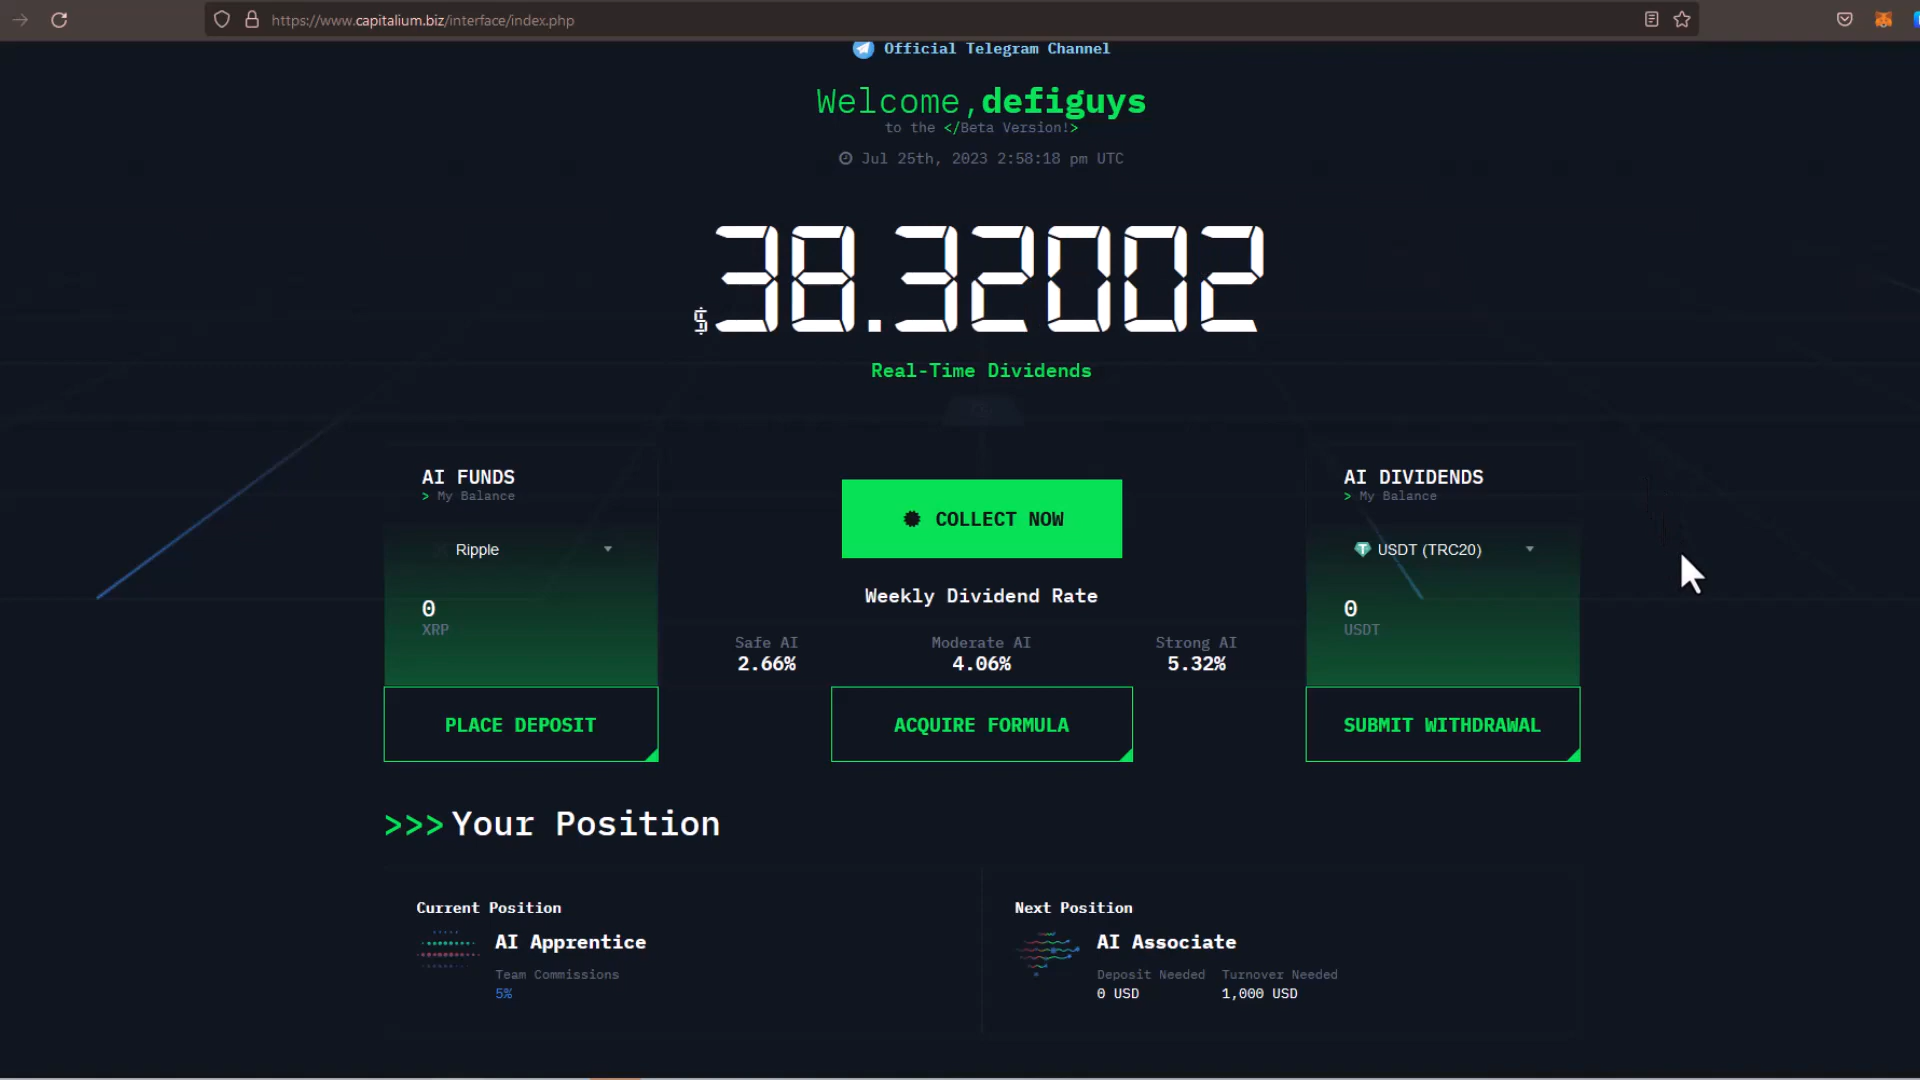 https://www.capitalium.biz/interface/index.php
Official Telegram Channel
Welcome,defiguys
to the </Beta Version!>
Jul 25th, 2023 2:58:18 pm UTC
$38.32002
Real-Time Dividends
AI FUNDS
> My Balance
Ripple
0
XRP
PLACE DEPOSIT
COLLECT NOW
Weekly Dividend Rate
Safe AI
2.66%
Moderate AI
4.06%
Strong AI
5.32%
ACQUIRE FORMULA
AI DIVIDENDS
> My Balance
USDT (TRC20)
0
USDT
SUBMIT WITHDRAWAL
>>> Your Position
Current Position
AI Apprentice
Team Commissions
5%
Next Position
AI Associate
Deposit Needed
0 USD
Turnover Needed
1,000 USD